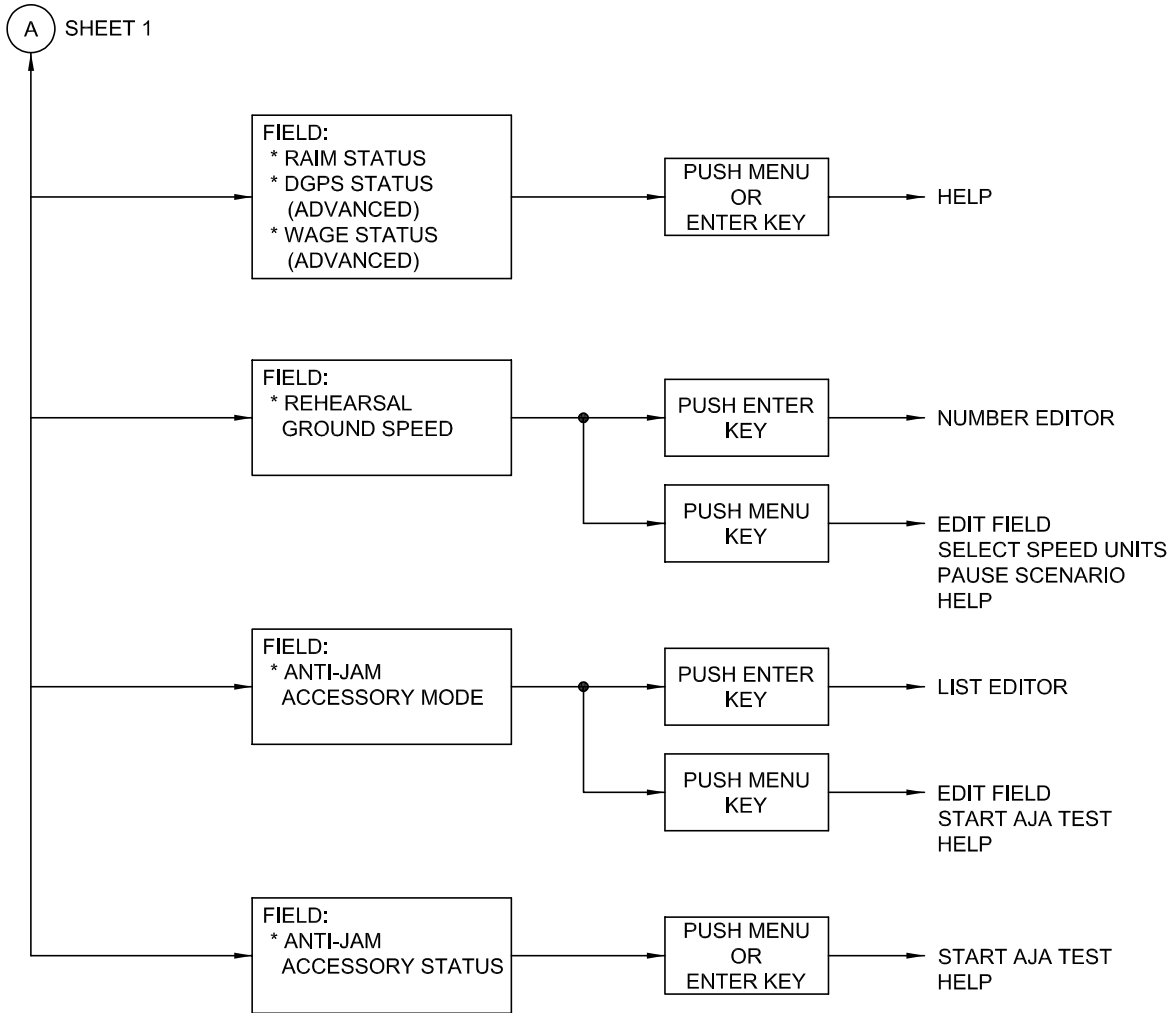 A SHEET 1
FIELD:
* RAIM STATUS
* DGPS STATUS
(ADVANCED)
* WAGE STATUS
(ADVANCED)
PUSH MENU
OR
ENTER KEY
HELP
FIELD:
* REHEARSAL
GROUND SPEED
PUSH ENTER
KEY
NUMBER EDITOR
PUSH MENU
KEY
EDIT FIELD
SELECT SPEED UNITS
PAUSE SCENARIO
HELP
FIELD:
* ANTI-JAM
ACCESSORY MODE
PUSH ENTER
KEY
LIST EDITOR
PUSH MENU
KEY
EDIT FIELD
START AJA TEST
HELP
FIELD:
* ANTI-JAM
ACCESSORY STATUS
PUSH MENU
OR
ENTER KEY
START AJA TEST
HELP